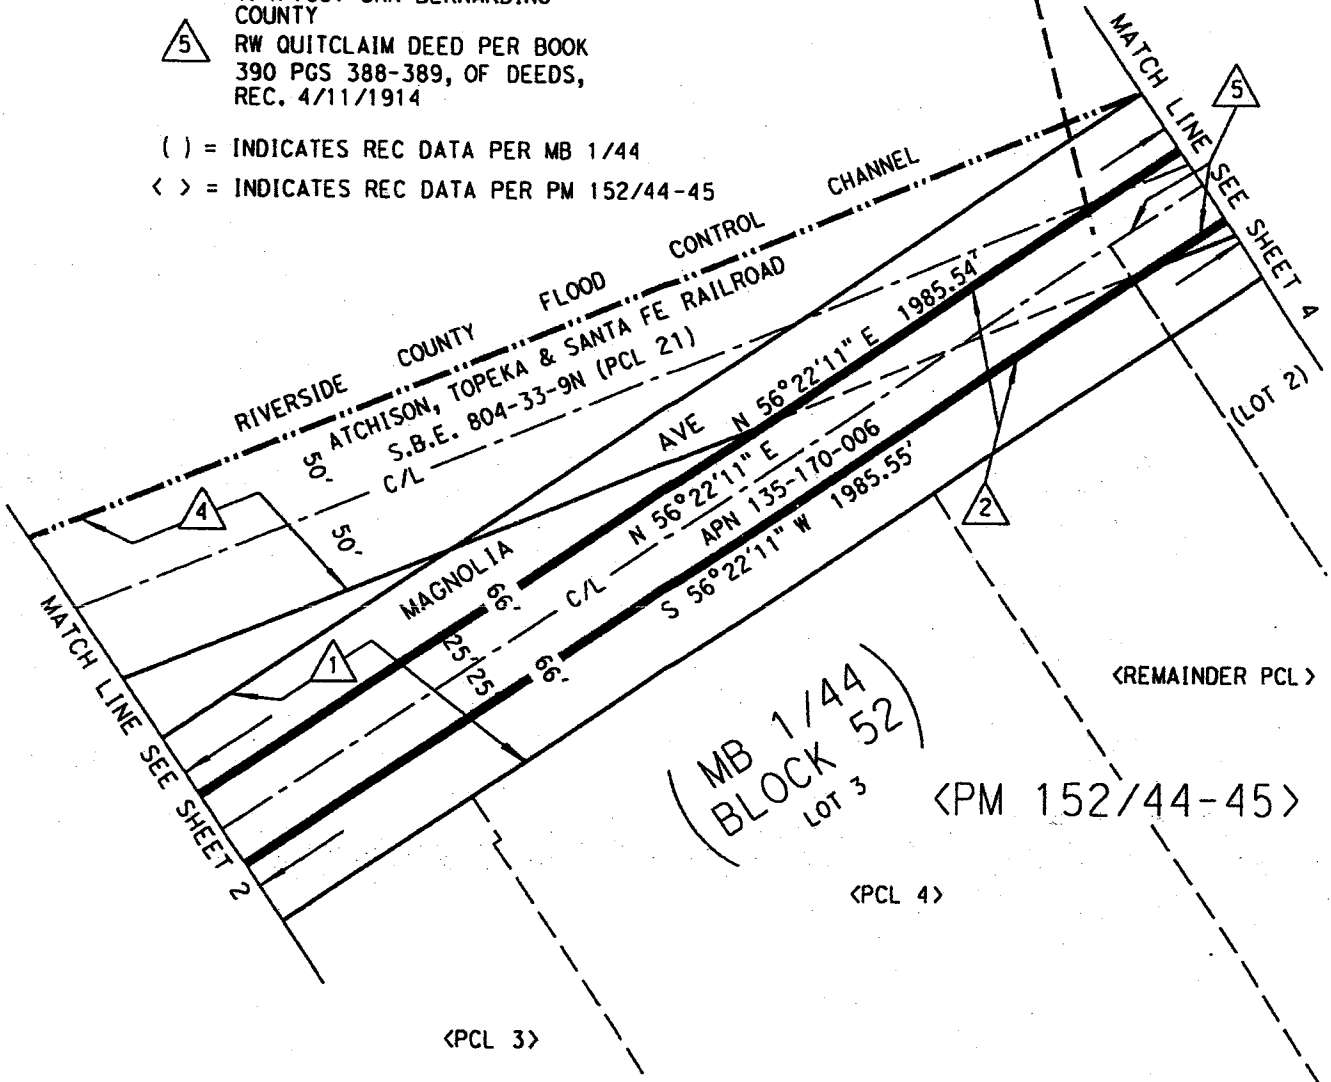 COUNTY
5 RW QUITCLAIM DEED PER BOOK
390 PGS 388-389, OF DEEDS,
REC. 4/11/1914
( ) = INDICATES REC DATA PER MB 1/44
< > = INDICATES REC DATA PER PM 152/44-45
MATCH LINE SEE SHEET 4
5
RIVERSIDE COUNTY FLOOD CONTROL CHANNEL
ATCHISON, TOPEKA & SANTA FE RAILROAD
S.B.E. 804-33-9N (PCL 21)
50'
C/L
50'
4
MAGNOLIA AVE
N 56°22'11" E 1985.54'
66'
N 56°22'11" E
C/L
APN 135-170-006
S 56°22'11" W 1985.55'
66'
25' 25'
2
1
(LOT 2)
MATCH LINE SEE SHEET 2
<REMAINDER PCL>
(MB 1/44
BLOCK 52)
LOT 3
<PM 152/44-45>
<PCL 4>
<PCL 3>